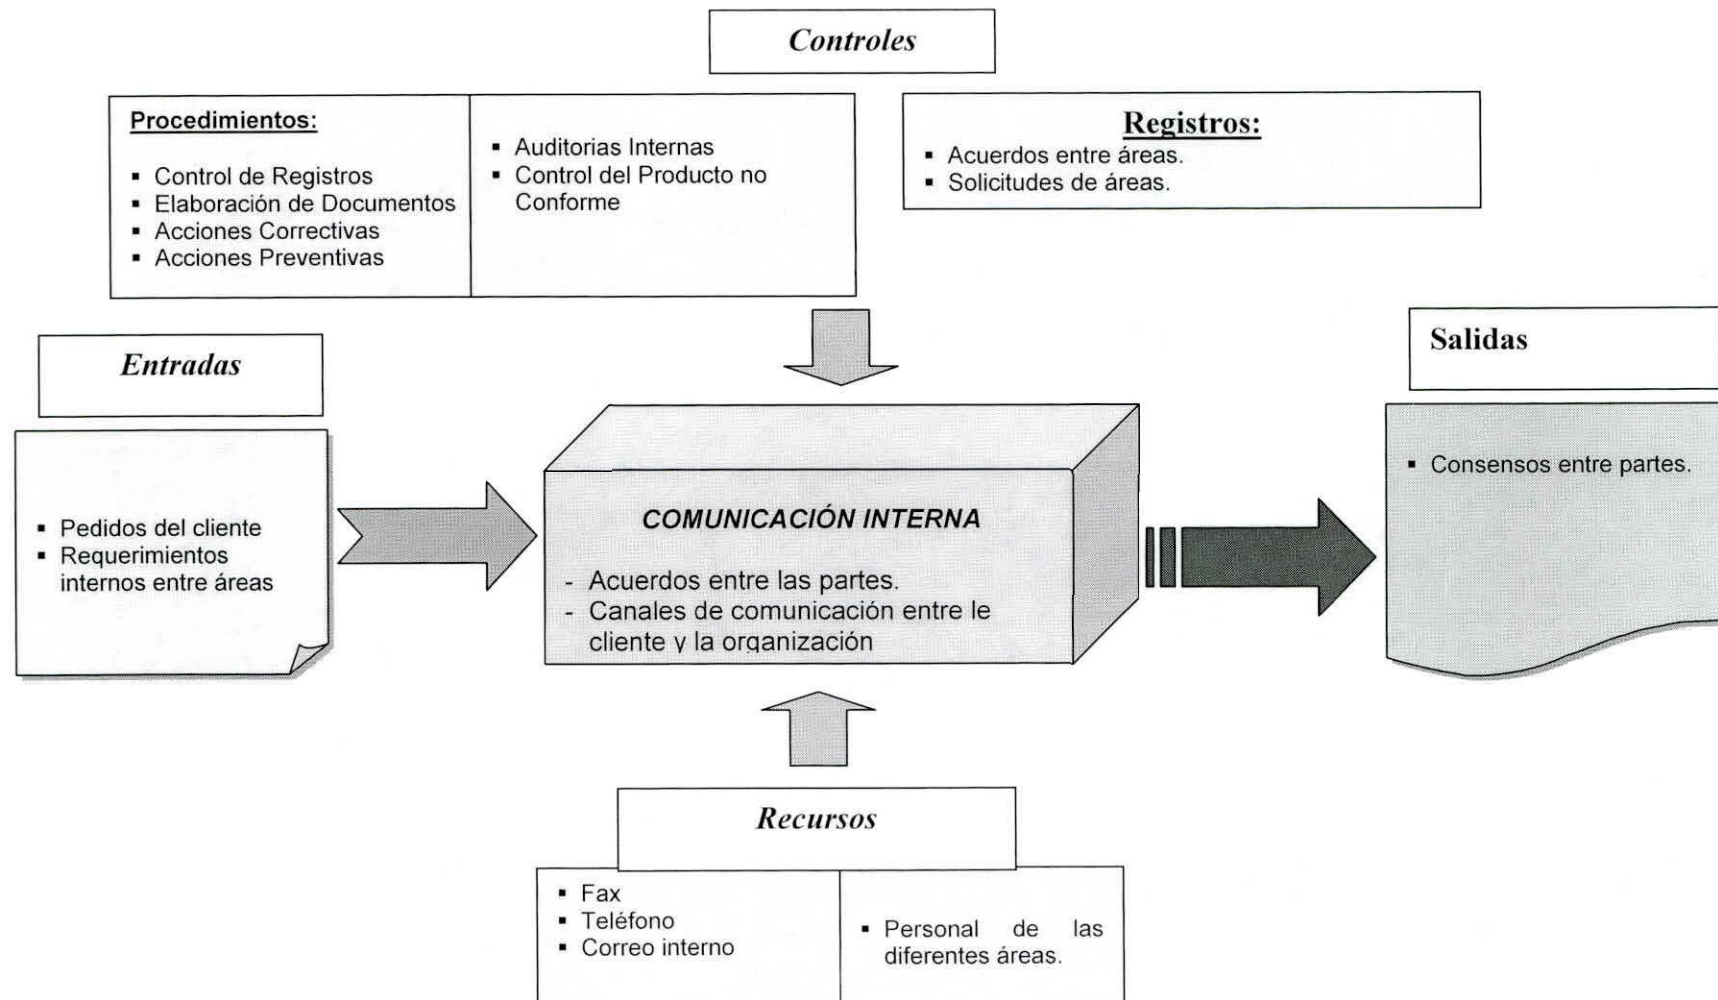 Controles
Procedimientos:
▪ Control de Registros
▪ Elaboración de Documentos
▪ Acciones Correctivas
▪ Acciones Preventivas
▪ Auditorias Internas
▪ Control del Producto no
Conforme
Registros:
▪ Acuerdos entre áreas.
▪ Solicitudes de áreas.
Entradas
▪ Pedidos del cliente
▪ Requerimientos
internos entre áreas
COMUNICACIÓN INTERNA
- Acuerdos entre las partes.
- Canales de comunicación entre le
cliente y la organización
Salidas
▪ Consensos entre partes.
Recursos
▪ Fax
▪ Teléfono
▪ Correo interno
▪ Personal de las
diferentes áreas.